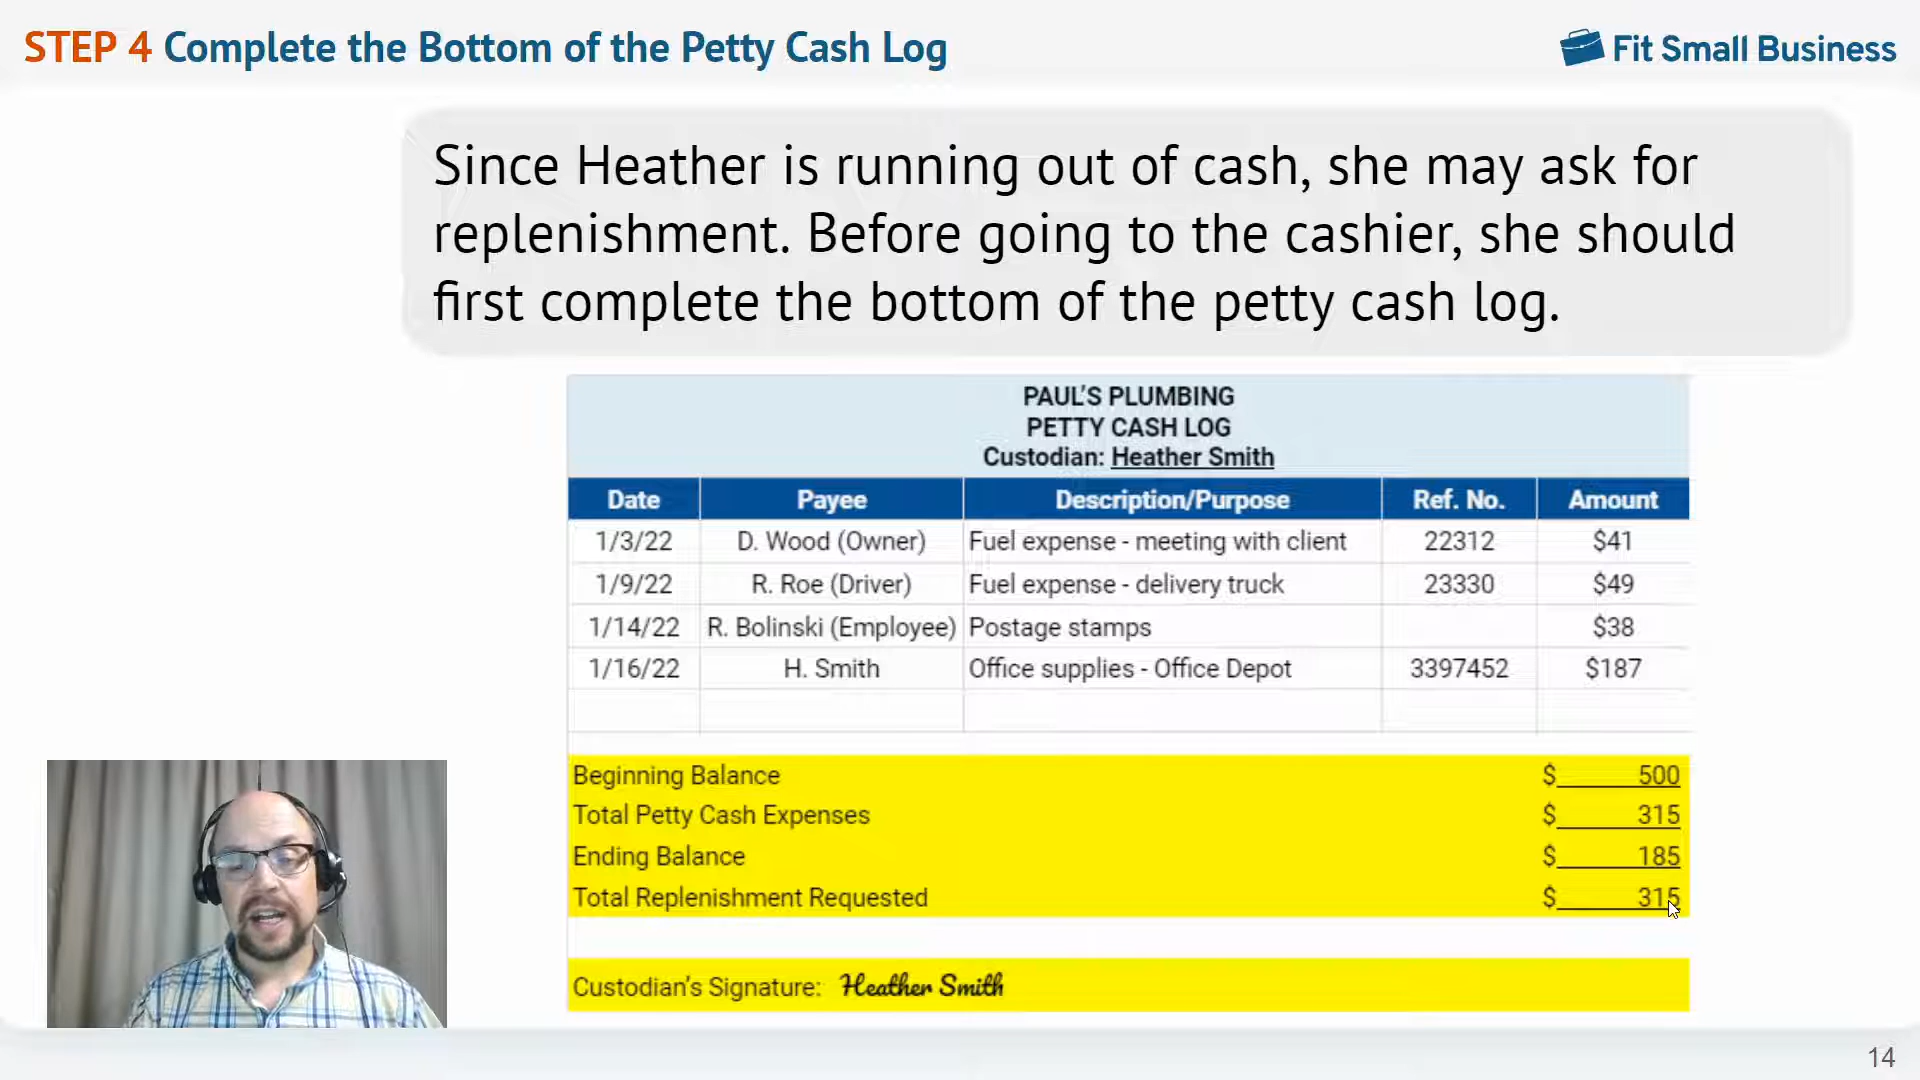 STEP 4 Complete the Bottom of the Petty Cash Log
Fit Small Business
Since Heather is running out of cash, she may ask for
replenishment. Before going to the cashier, she should
first complete the bottom of the petty cash log.
PAUL'S PLUMBING
PETTY CASH LOG
Custodian: Heather Smith
Date Payee Description/Purpose Ref. No. Amount
1/3/22 D. Wood (Owner) Fuel expense - meeting with client 22312 $41
1/9/22 R. Roe (Driver) Fuel expense - delivery truck 23330 $49
1/14/22 R. Bolinski (Employee) Postage stamps $38
1/16/22 H. Smith Office supplies - Office Depot 3397452 $187
Beginning Balance $ 500
Total Petty Cash Expenses $ 315
Ending Balance $ 185
Total Replenishment Requested $ 315
Custodian's Signature: Heather Smith
14